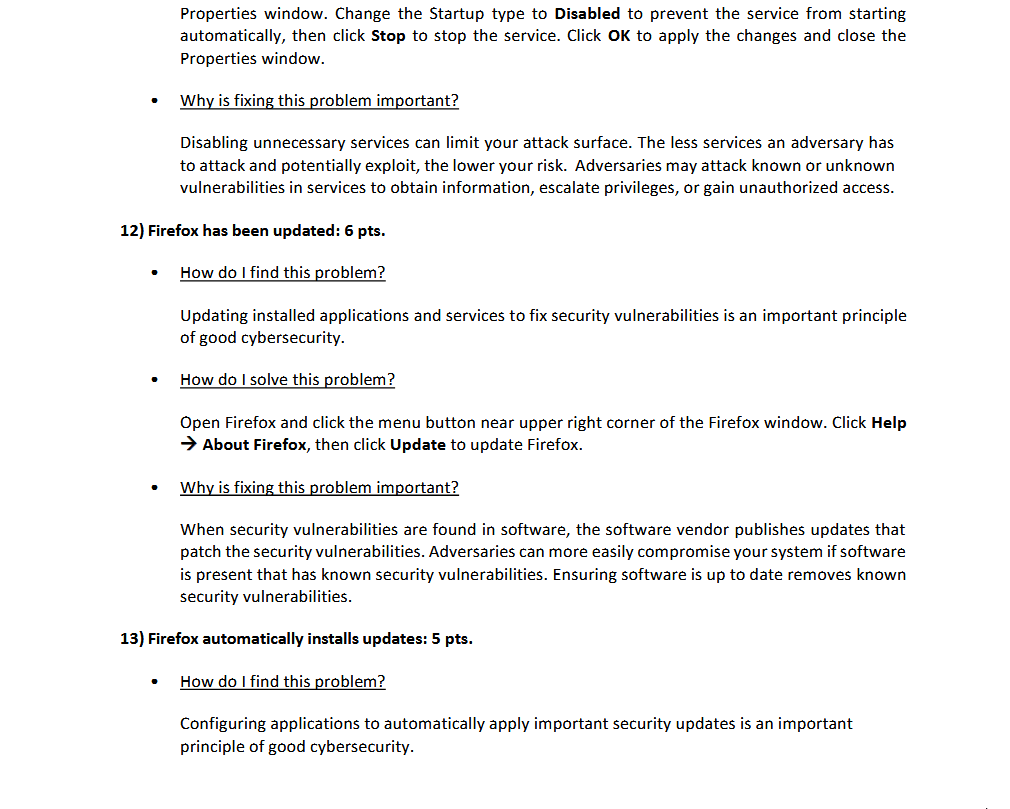 Properties window. Change the Startup type to Disabled to prevent the service from starting
automatically, then click Stop to stop the service. Click OK to apply the changes and close the
Properties window.
• Why is fixing this problem important?
Disabling unnecessary services can limit your attack surface. The less services an adversary has
to attack and potentially exploit, the lower your risk.  Adversaries may attack known or unknown
vulnerabilities in services to obtain information, escalate privileges, or gain unauthorized access.
12) Firefox has been updated: 6 pts.
• How do I find this problem?
Updating installed applications and services to fix security vulnerabilities is an important principle
of good cybersecurity.
• How do I solve this problem?
Open Firefox and click the menu button near upper right corner of the Firefox window. Click Help
→ About Firefox, then click Update to update Firefox.
• Why is fixing this problem important?
When security vulnerabilities are found in software, the software vendor publishes updates that
patch the security vulnerabilities. Adversaries can more easily compromise your system if software
is present that has known security vulnerabilities. Ensuring software is up to date removes known
security vulnerabilities.
13) Firefox automatically installs updates: 5 pts.
• How do I find this problem?
Configuring applications to automatically apply important security updates is an important
principle of good cybersecurity.